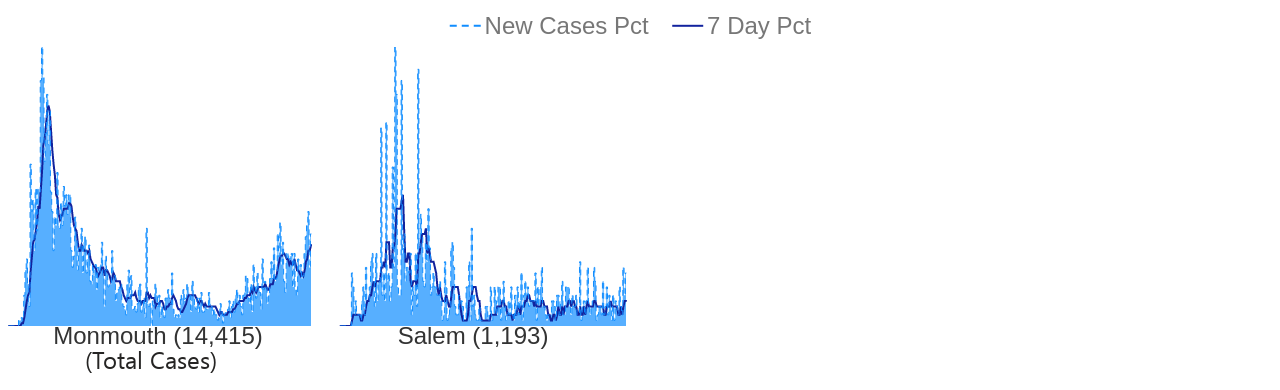 New Cases Pct 7 Day Pct
Monmouth (14,415) Salem (1,193)
(Total Cases)